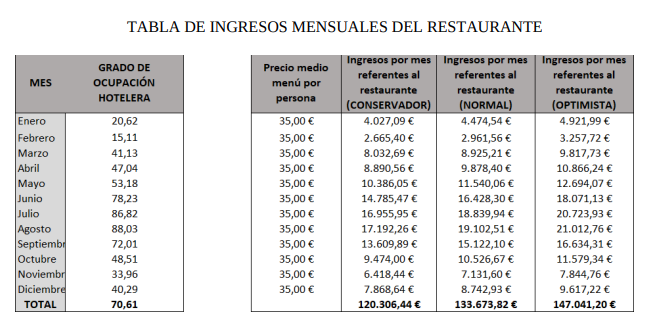 TABLA DE INGRESOS MENSUALES DEL RESTAURANTE
MES GRADO DE OCUPACIÓN HOTELERA Precio medio menú por persona Ingresos por mes referentes al restaurante (CONSERVADOR) Ingresos por mes referentes al restaurante (NORMAL) Ingresos por mes referentes al restaurante (OPTIMISTA)
Enero 20,62 35,00 € 4.027,09 € 4.474,54 € 4.921,99 €
Febrero 15,11 35,00 € 2.665,40 € 2.961,56 € 3.257,72 €
Marzo 41,13 35,00 € 8.032,69 € 8.925,21 € 9.817,73 €
Abril 47,04 35,00 € 8.890,56 € 9.878,40 € 10.866,24 €
Mayo 53,18 35,00 € 10.386,05 € 11.540,06 € 12.694,07 €
Junio 78,23 35,00 € 14.785,47 € 16.428,30 € 18.071,13 €
Julio 86,82 35,00 € 16.955,95 € 18.839,94 € 20.723,93 €
Agosto 88,03 35,00 € 17.192,26 € 19.102,51 € 21.012,76 €
Septiembr 72,01 35,00 € 13.609,89 € 15.122,10 € 16.634,31 €
Octubre 48,51 35,00 € 9.474,00 € 10.526,67 € 11.579,34 €
Noviembr 33,96 35,00 € 6.418,44 € 7.131,60 € 7.844,76 €
Diciembre 40,29 35,00 € 7.868,64 € 8.742,93 € 9.617,22 €
TOTAL 70,61 120.306,44 € 133.673,82 € 147.041,20 €